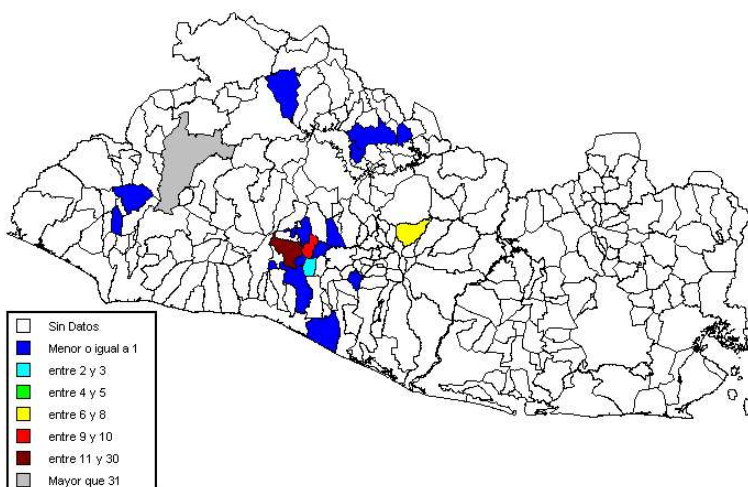 Sin Datos
Menor o igual a 1
entre 2 y 3
entre 4 y 5
entre 6 y 8
entre 9 y 10
entre 11 y 30
Mayor que 31